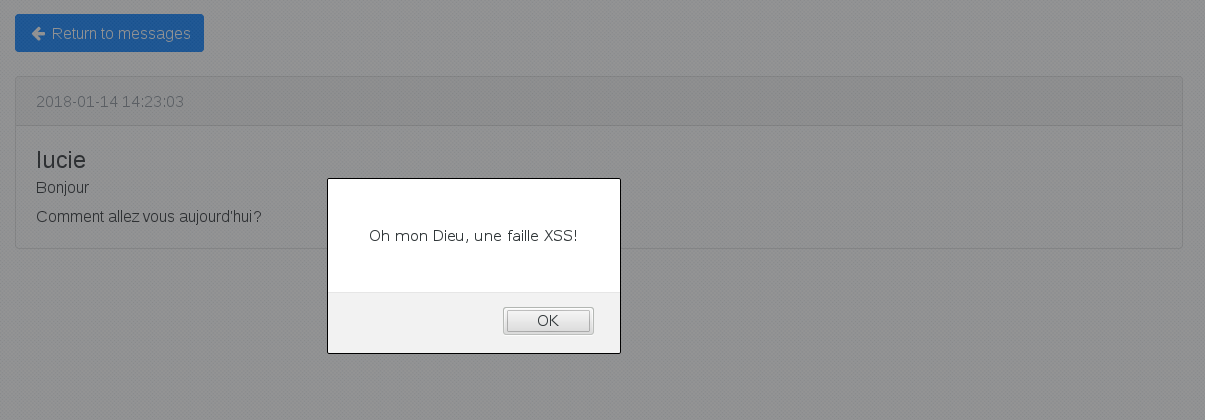 Return to messages
2018-01-14 14:23:03
lucie
Bonjour
Comment allez vous aujourd'hui?
Oh mon Dieu, une faille XSS!
OK